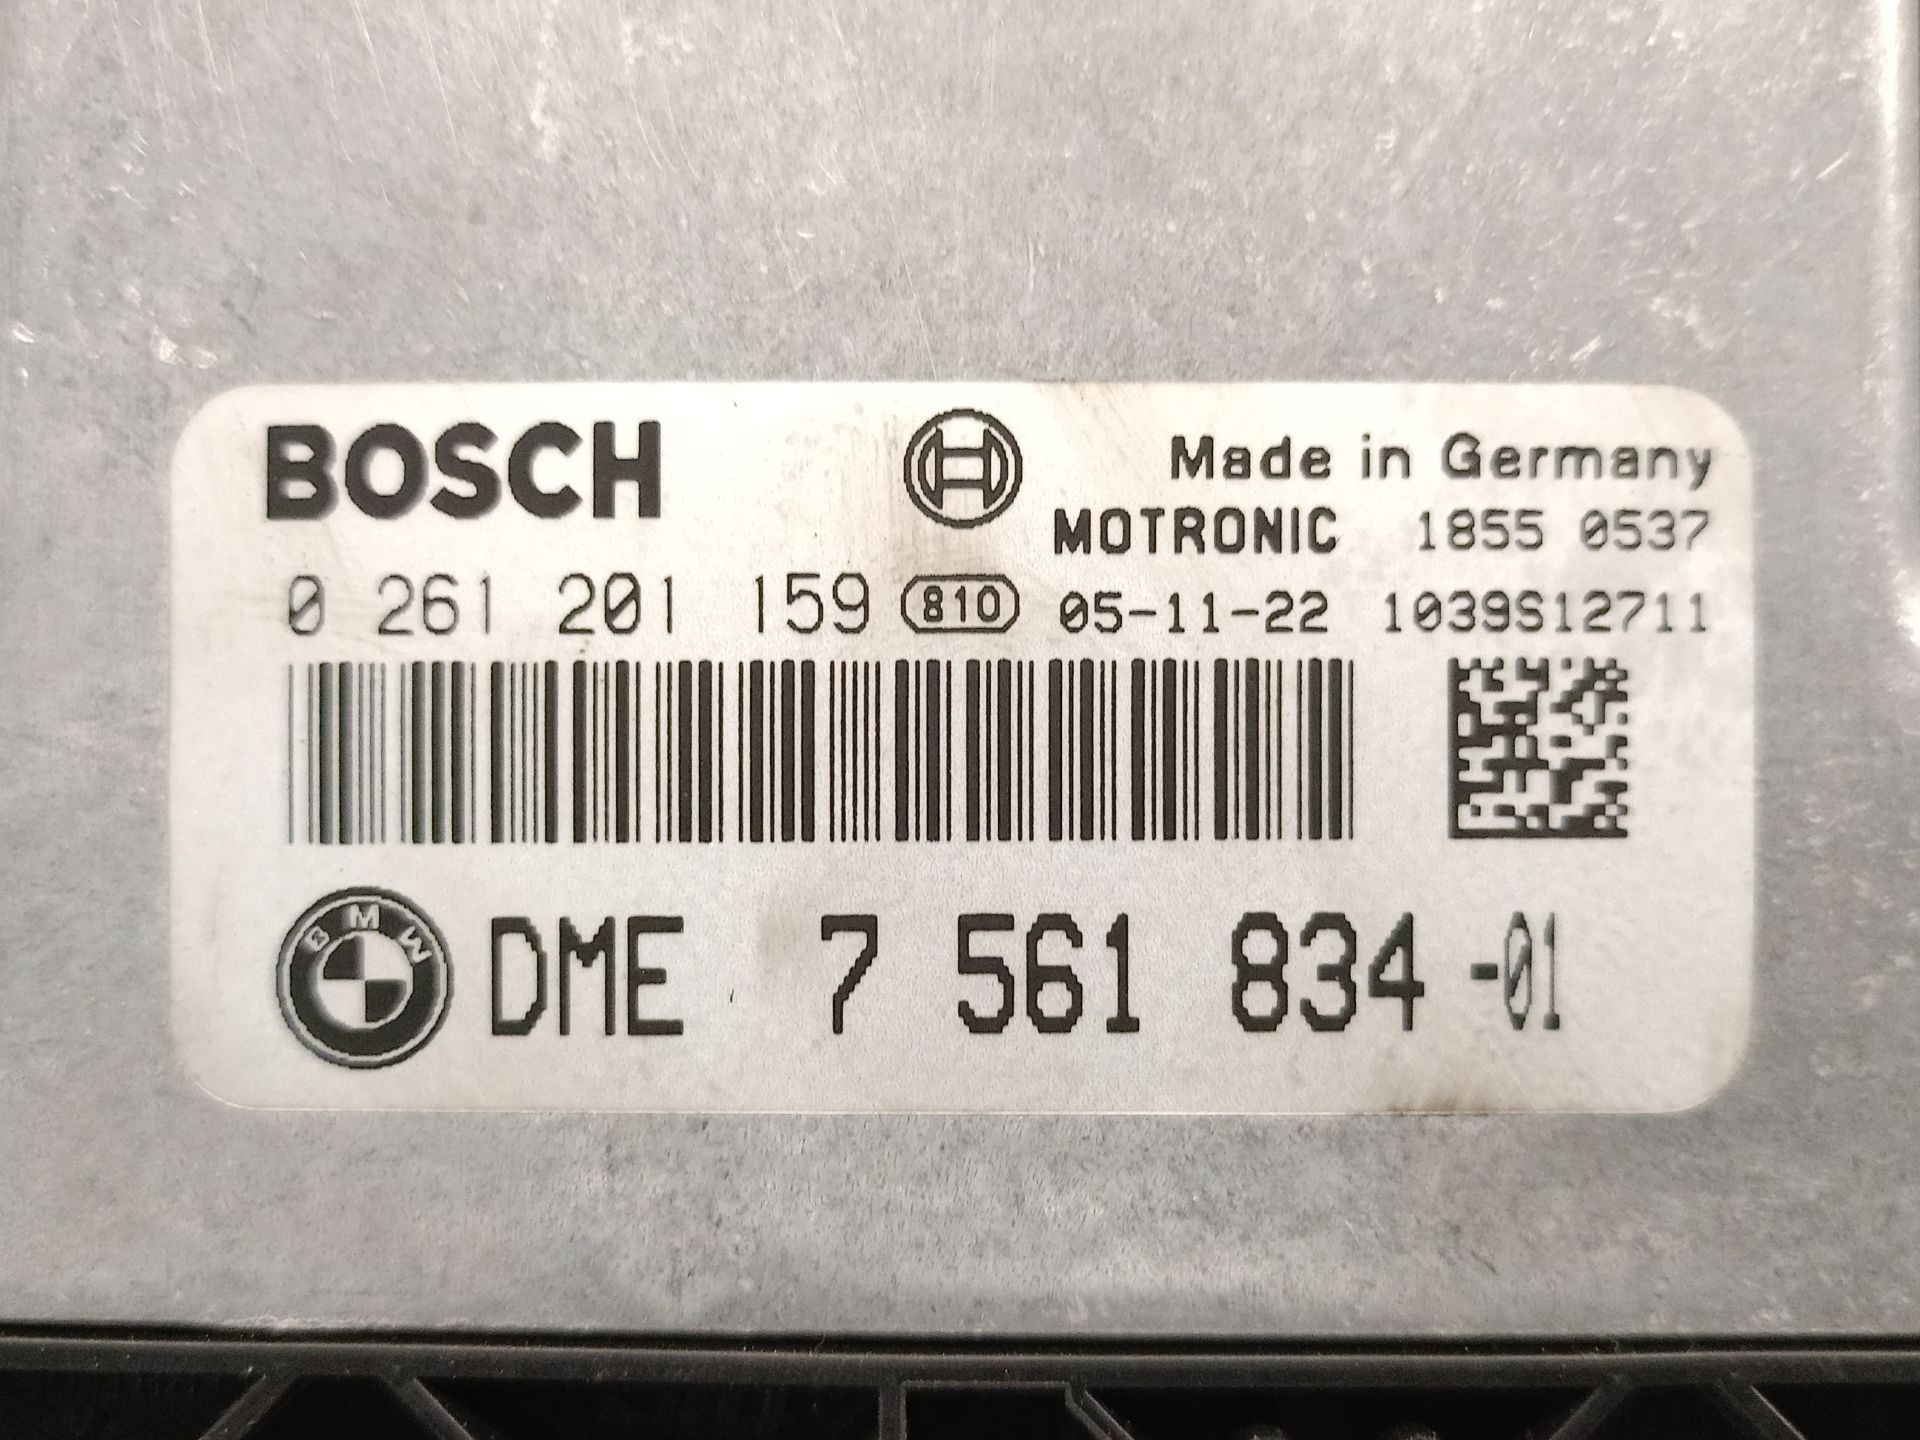 BOSCH
Made in Germany
MOTRONIC 1855 0537
0 261 201 159 810 05-11-22 1039S12711
BMW DME 7 561 834 -01